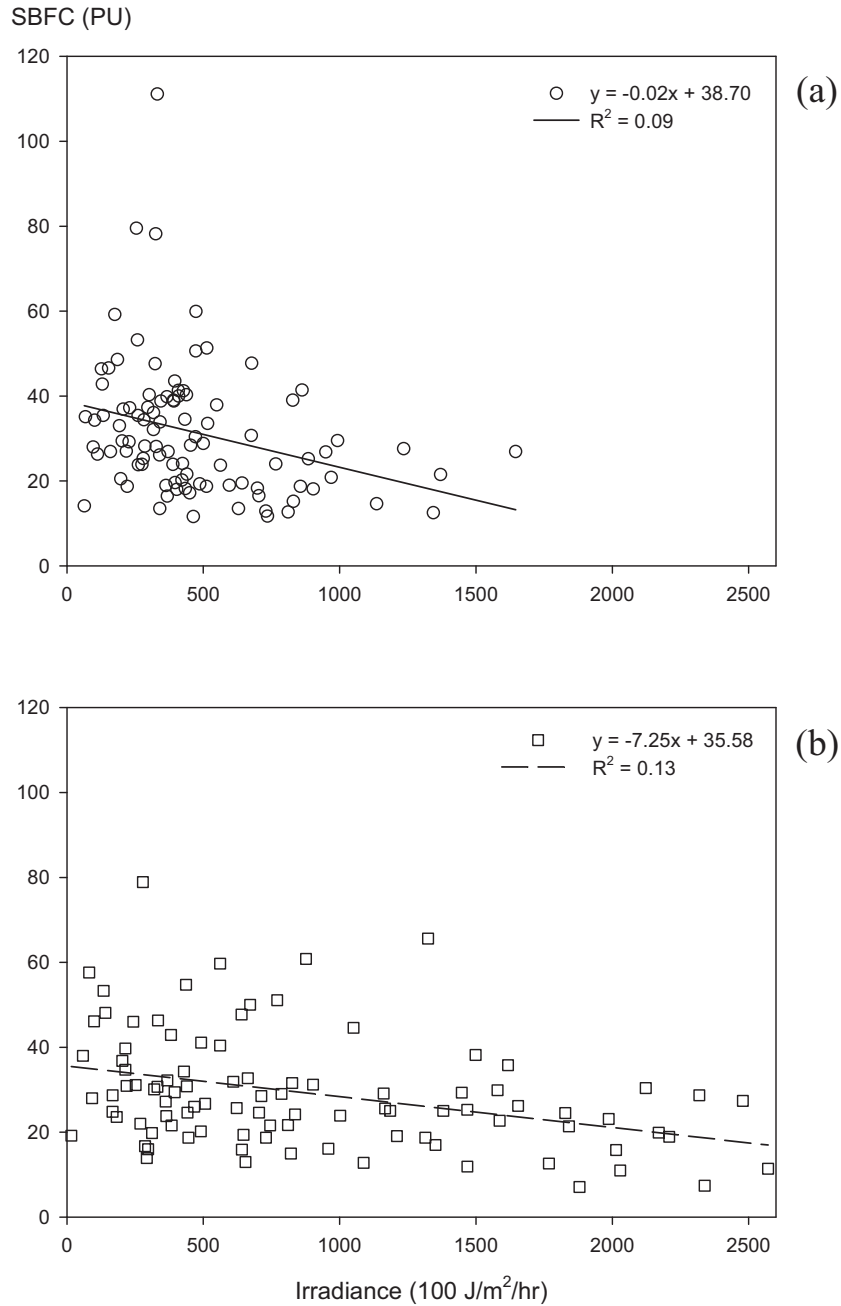 SBFC (PU)
120
y = -0.02x + 38.70
R² = 0.09
(a)
100
80
60
40
20
0
0 500 1000 1500 2000 2500
120
y = -7.25x + 35.58
R² = 0.13
(b)
100
80
60
40
20
0
0 500 1000 1500 2000 2500
Irradiance (100 J/m²/hr)